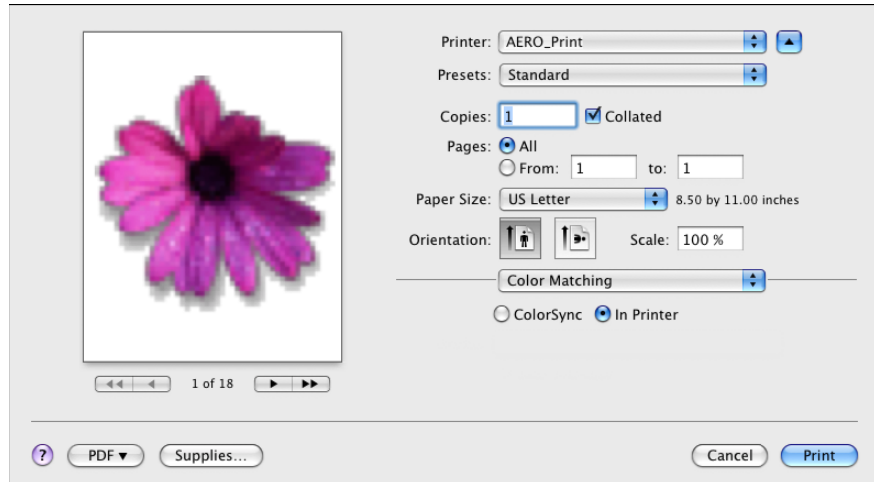 Printer: AERO_Print
Presets: Standard
Copies: 1 Collated
Pages: All
From: 1 to: 1
Paper Size: US Letter 8.50 by 11.00 inches
Orientation: Scale: 100 %
Color Matching
ColorSync In Printer
1 of 18
? PDF ▼ Supplies... Cancel Print